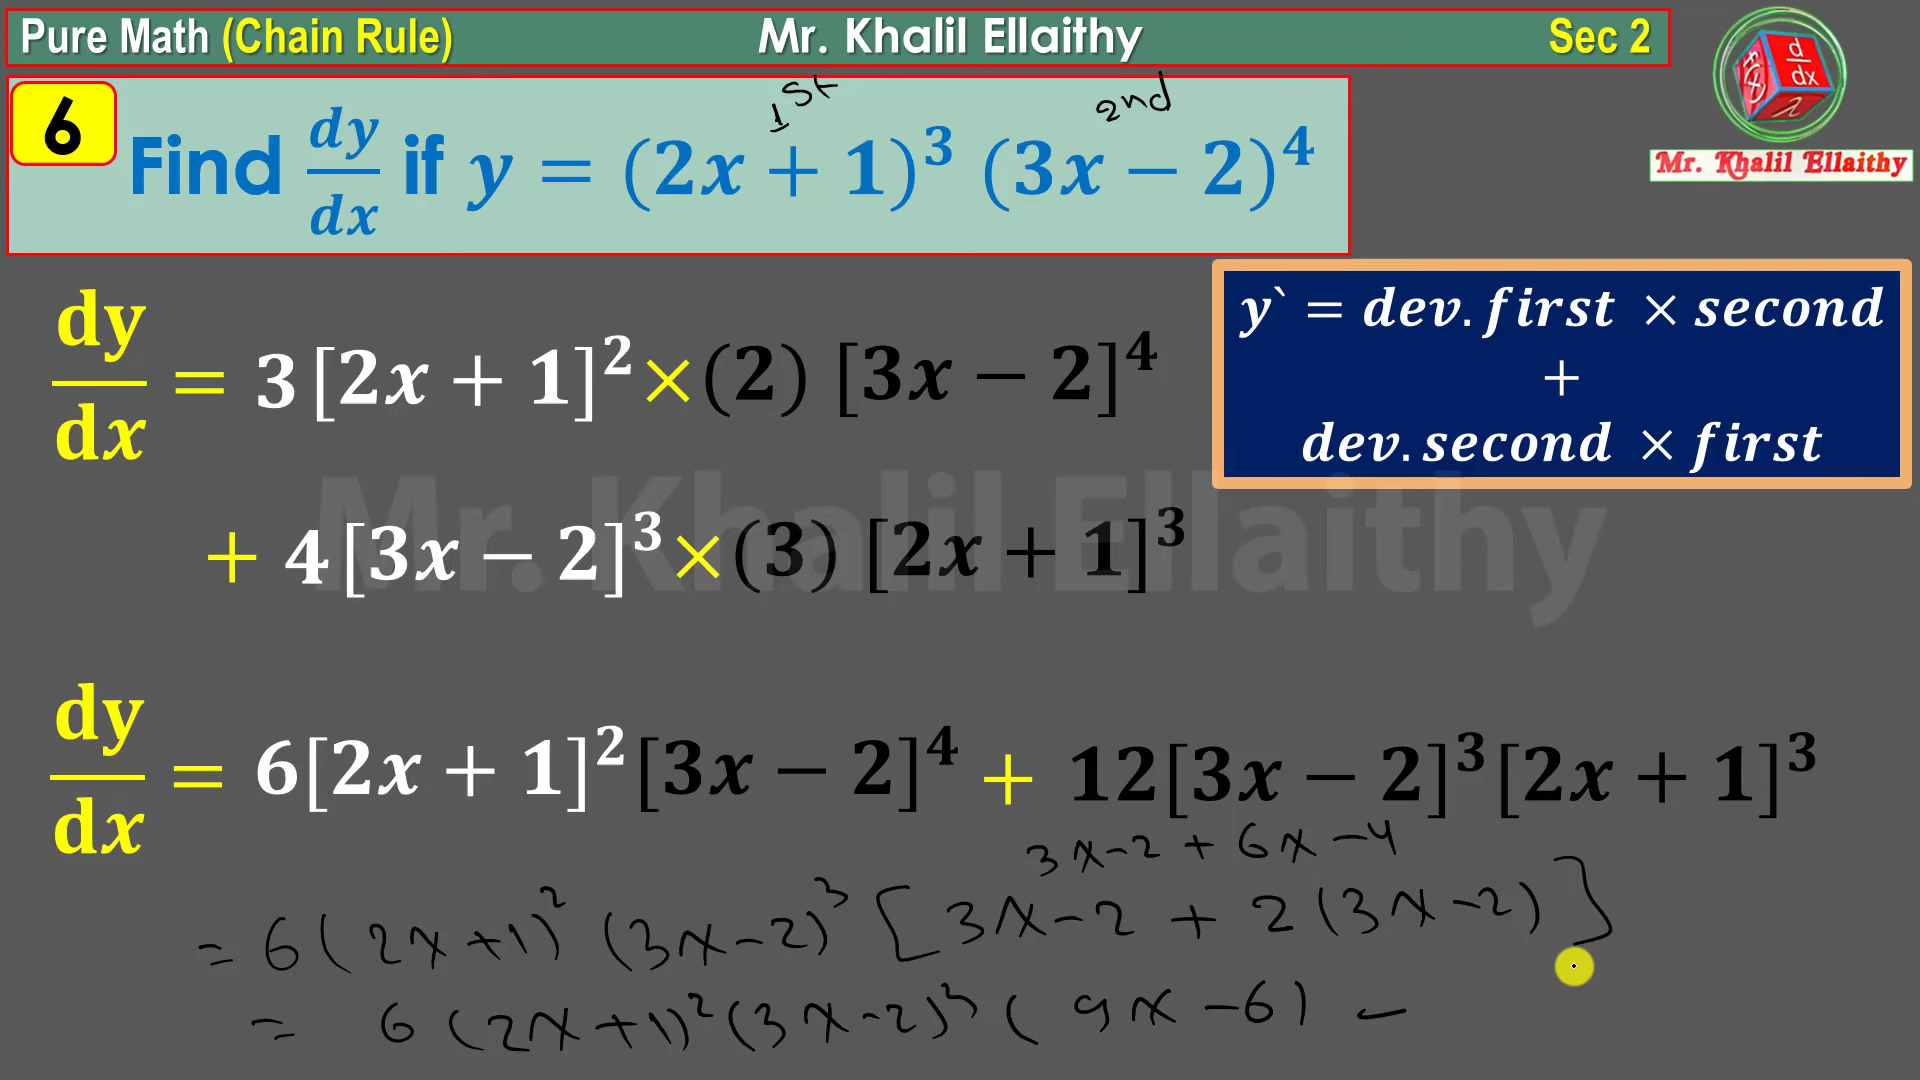 Pure Math (Chain Rule) Mr. Khalil Ellaithy Sec 2
d/dx
Mr. Khalil Ellaithy
1st 2nd
6 Find dy/dx if y = (2x + 1)³ (3x − 2)⁴
y` = dev.first × second
+
dev.second × first
dy/dx = 3[2x + 1]² ×(2) [3x − 2]⁴
+ 4[3x − 2]³ ×(3) [2x + 1]³
Mr. Khalil Ellaithy
dy/dx = 6[2x + 1]²[3x − 2]⁴ + 12[3x − 2]³[2x + 1]³
3x-2 + 6x -4
= 6(2x+1)² (3x-2)³ [3x-2 + 2(3x-2)]
= 6(2x+1)²(3x-2)³ (9x-6) -